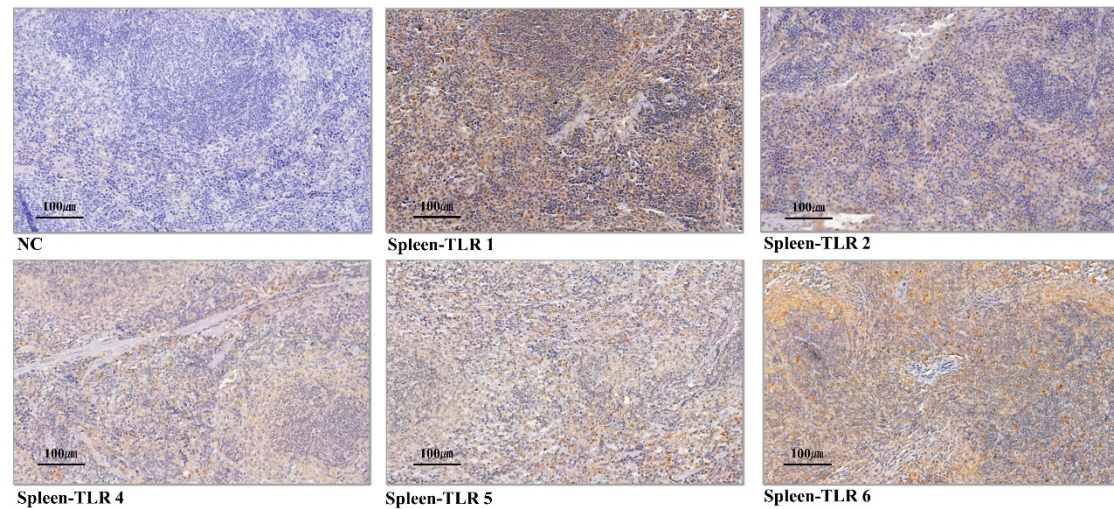 100㎛
NC
100㎛
Spleen-TLR 1
100㎛
Spleen-TLR 2
100㎛
Spleen-TLR 4
100㎛
Spleen-TLR 5
100㎛
Spleen-TLR 6